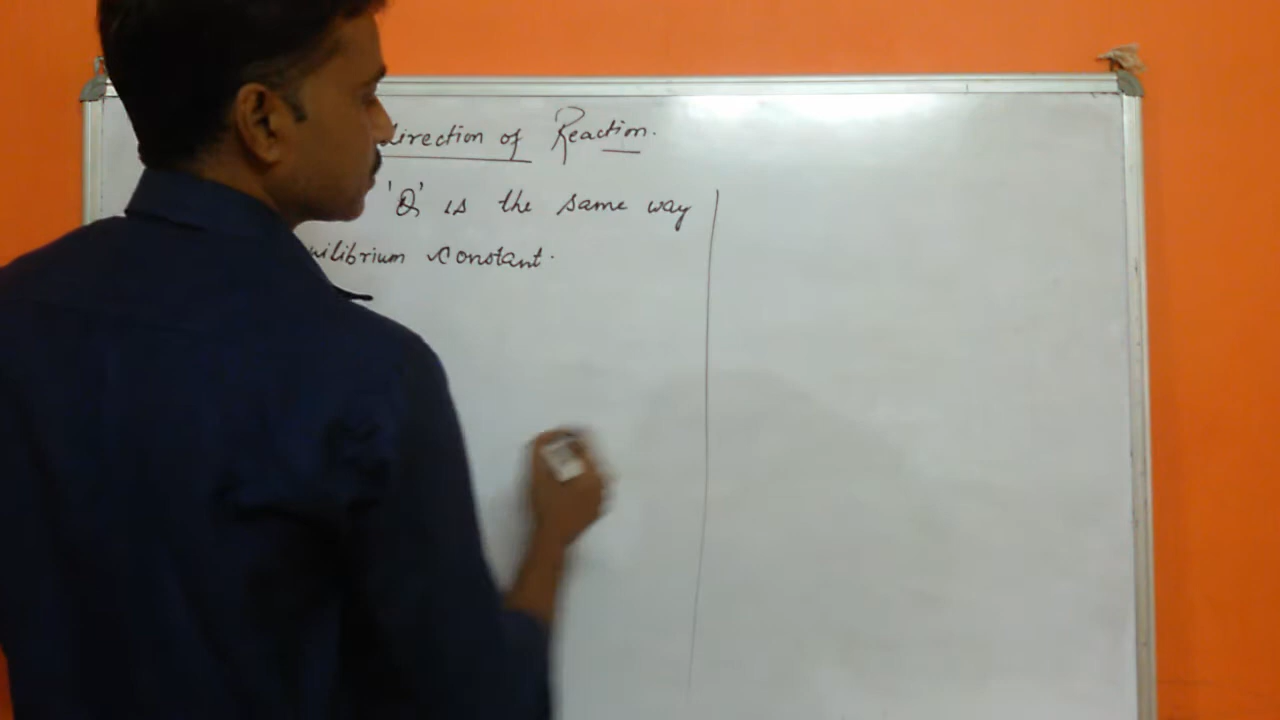 direction of Reaction.
'Q' is the same way
uilibrium constant.